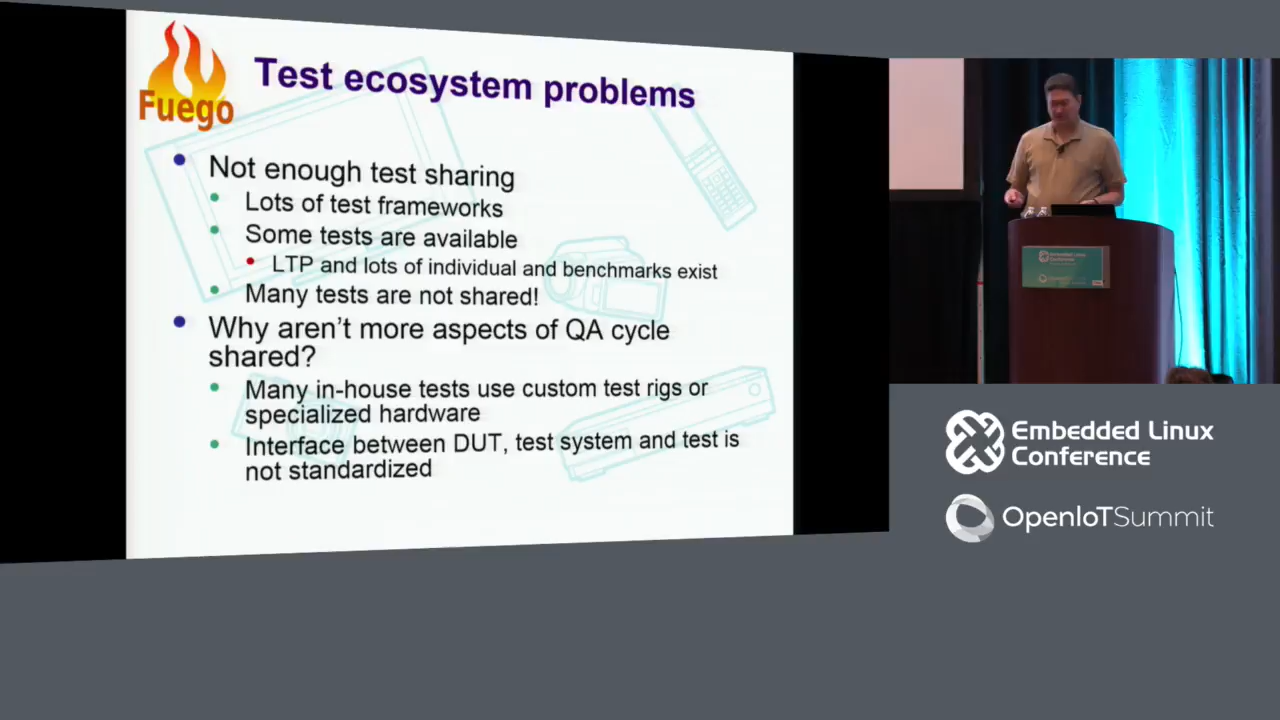 Fuego
Test ecosystem problems
Not enough test sharing
Lots of test frameworks
Some tests are available
LTP and lots of individual and benchmarks exist
Many tests are not shared!
Why aren't more aspects of QA cycle
shared?
Many in-house tests use custom test rigs or
specialized hardware
Interface between DUT, test system and test is
not standardized
Embedded Linux
Conference
Embedded Linux
Conference
OpenIoTSummit